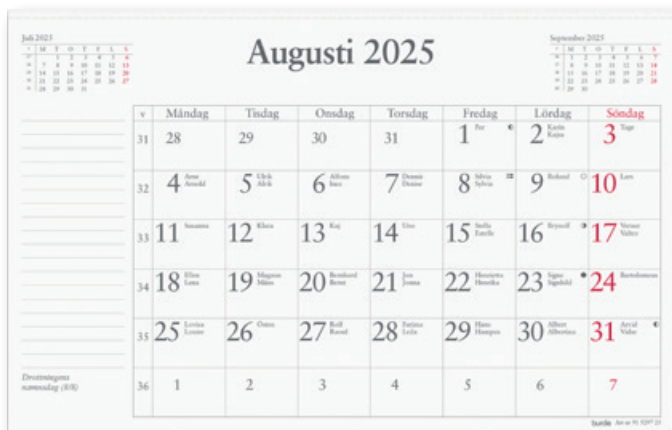 Juli 2025
Augusti 2025
September 2025
v Måndag Tisdag Onsdag Torsdag Fredag Lördag Söndag
31 28 29 30 31 1 Per 2 Karin Kajsa 3 Tage
32 4 Arne Arnold 5 Ulrik Alrik 6 Alfons Inez 7 Dennis Denise 8 Silvia Sylvia 9 Roland 10 Lars
33 11 Susanna 12 Klara 13 Kaj 14 Uno 15 Stella Estelle 16 Brynolf 17 Verner Valter
34 18 Ellen Lena 19 Magnus Måns 20 Bernhard Bernt 21 Jon Jonna 22 Henrietta Henrika 23 Signe Signhild 24 Bartolomeus
35 25 Lovisa Louise 26 Östen 27 Rolf Raoul 28 Fatima Leila 29 Hans Hampus 30 Albert Albertina 31 Arvid Vidar
36 1 2 3 4 5 6 7
Drottningens
namnsdag (8/8)
burde Art nr 91 5297 25